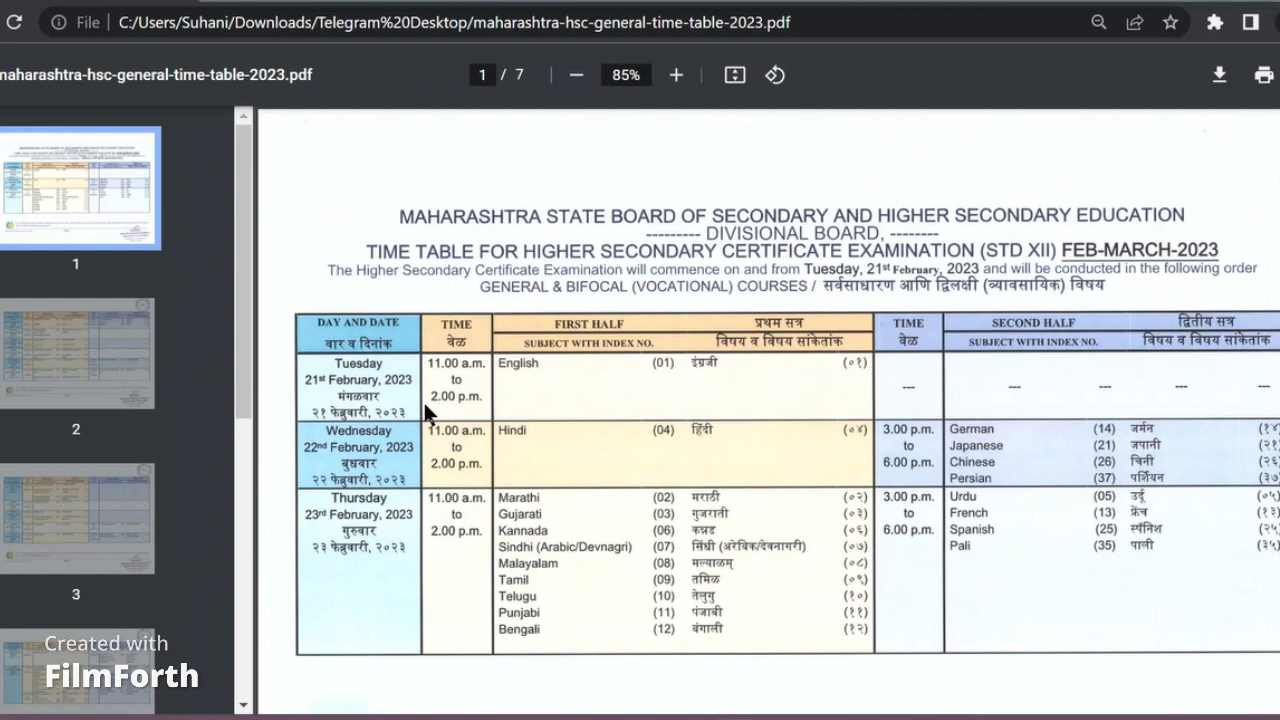 File | C:/Users/Suhani/Downloads/Telegram%20Desktop/maharashtra-hsc-general-time-table-2023.pdf
naharashtra-hsc-general-time-table-2023.pdf 1 / 7 85%
MAHARASHTRA STATE BOARD OF SECONDARY AND HIGHER SECONDARY EDUCATION
--------- DIVISIONAL BOARD, --------
TIME TABLE FOR HIGHER SECONDARY CERTIFICATE EXAMINATION (STD XII) FEB-MARCH-2023
The Higher Secondary Certificate Examination will commence on and from Tuesday, 21st February, 2023 and will be conducted in the following order
GENERAL & BIFOCAL (VOCATIONAL) COURSES / सर्वसाधारण आणि द्विलक्षी (व्यावसायिक) विषय
DAY AND DATE TIME FIRST HALF प्रथम सत्र TIME SECOND HALF द्वितीय सत्र
वार व दिनांक वेळ SUBJECT WITH INDEX NO. विषय व विषय सांकेतांक वेळ SUBJECT WITH INDEX NO. विषय व विषय सांकेतांक
Tuesday 11.00 a.m. English (01) इंग्रजी (०१)
21st February, 2023 to --- --- --- --- ---
मंगळवार 2.00 p.m.
२१ फेब्रुवारी, २०२३
Wednesday 11.00 a.m. Hindi (04) हिंदी (०४) 3.00 p.m. German (14) जर्मन (१४
22nd February, 2023 to to Japanese (21) जपानी (२१
बुधवार 2.00 p.m. 6.00 p.m. Chinese (26) चिनी (२६
२२ फेब्रुवारी, २०२३ Persian (37) पर्शियन (३७
Thursday 11.00 a.m. Marathi (02) मराठी (०२) 3.00 p.m. Urdu (05) उर्दू (०५
23rd February, 2023 to Gujarati (03) गुजराती (०३) to French (13) फ्रेंच (१३
गुरुवार 2.00 p.m. Kannada (06) कन्नड (०६) 6.00 p.m. Spanish (25) स्पॅनिश (२५
२३ फेब्रुवारी, २०२३ Sindhi (Arabic/Devnagri) (07) सिंधी (अरेबिक/देवनागरी) (०७) Pali (35) पाली (३५
Malayalam (08) मल्याळम् (०८)
Tamil (09) तमिळ (०९)
Telugu (10) तेलुगु (१०)
Punjabi (11) पंजाबी (११)
Bengali (12) बंगाली (१२)
1
2
3
Created with
FilmForth